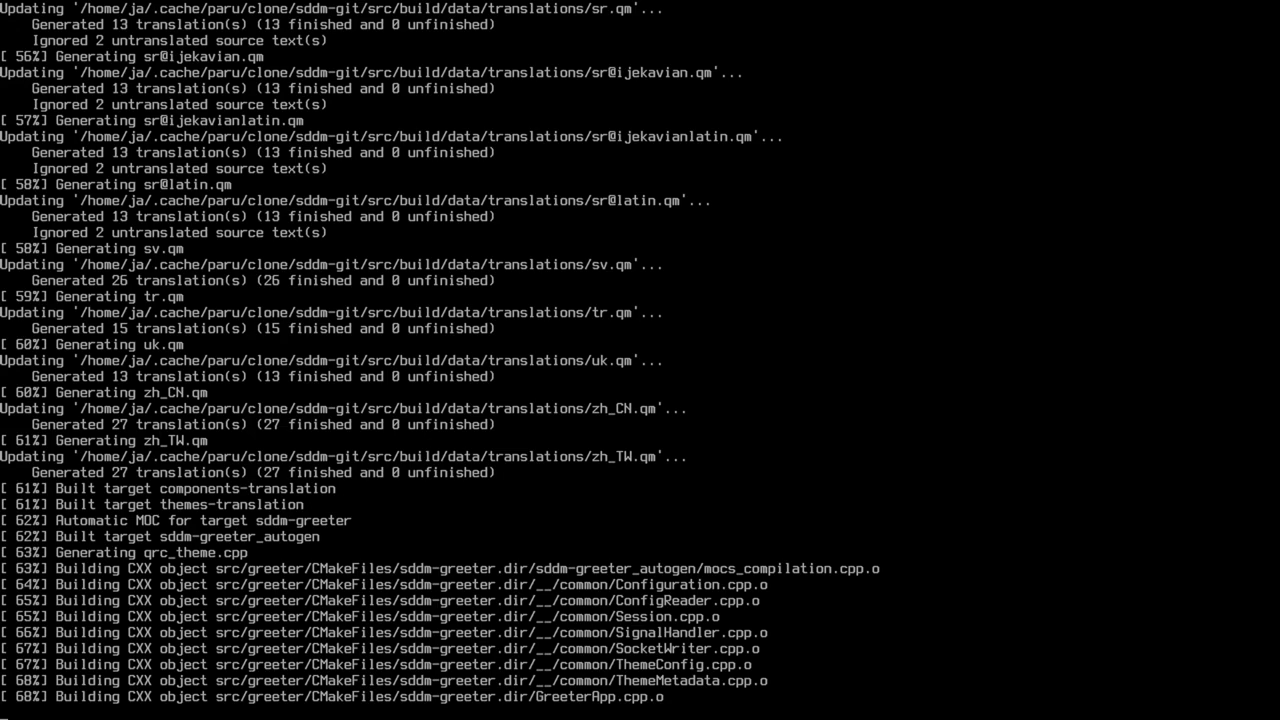 Updating '/home/ja/.cache/paru/clone/sddm-git/src/build/data/translations/sr.qm'...
    Generated 13 translation(s) (13 finished and 0 unfinished)
    Ignored 2 untranslated source text(s)
[ 56%] Generating sr@ijekavian.qm
Updating '/home/ja/.cache/paru/clone/sddm-git/src/build/data/translations/sr@ijekavian.qm'...
    Generated 13 translation(s) (13 finished and 0 unfinished)
    Ignored 2 untranslated source text(s)
[ 57%] Generating sr@ijekavianlatin.qm
Updating '/home/ja/.cache/paru/clone/sddm-git/src/build/data/translations/sr@ijekavianlatin.qm'...
    Generated 13 translation(s) (13 finished and 0 unfinished)
    Ignored 2 untranslated source text(s)
[ 58%] Generating sr@latin.qm
Updating '/home/ja/.cache/paru/clone/sddm-git/src/build/data/translations/sr@latin.qm'...
    Generated 13 translation(s) (13 finished and 0 unfinished)
    Ignored 2 untranslated source text(s)
[ 58%] Generating sv.qm
Updating '/home/ja/.cache/paru/clone/sddm-git/src/build/data/translations/sv.qm'...
    Generated 26 translation(s) (26 finished and 0 unfinished)
[ 59%] Generating tr.qm
Updating '/home/ja/.cache/paru/clone/sddm-git/src/build/data/translations/tr.qm'...
    Generated 15 translation(s) (15 finished and 0 unfinished)
[ 60%] Generating uk.qm
Updating '/home/ja/.cache/paru/clone/sddm-git/src/build/data/translations/uk.qm'...
    Generated 13 translation(s) (13 finished and 0 unfinished)
[ 60%] Generating zh_CN.qm
Updating '/home/ja/.cache/paru/clone/sddm-git/src/build/data/translations/zh_CN.qm'...
    Generated 27 translation(s) (27 finished and 0 unfinished)
[ 61%] Generating zh_TW.qm
Updating '/home/ja/.cache/paru/clone/sddm-git/src/build/data/translations/zh_TW.qm'...
    Generated 27 translation(s) (27 finished and 0 unfinished)
[ 61%] Built target components-translation
[ 61%] Built target themes-translation
[ 62%] Automatic MOC for target sddm-greeter
[ 62%] Built target sddm-greeter_autogen
[ 63%] Generating qrc_theme.cpp
[ 63%] Building CXX object src/greeter/CMakeFiles/sddm-greeter.dir/sddm-greeter_autogen/mocs_compilation.cpp.o
[ 64%] Building CXX object src/greeter/CMakeFiles/sddm-greeter.dir/__/common/Configuration.cpp.o
[ 65%] Building CXX object src/greeter/CMakeFiles/sddm-greeter.dir/__/common/ConfigReader.cpp.o
[ 65%] Building CXX object src/greeter/CMakeFiles/sddm-greeter.dir/__/common/Session.cpp.o
[ 66%] Building CXX object src/greeter/CMakeFiles/sddm-greeter.dir/__/common/SignalHandler.cpp.o
[ 67%] Building CXX object src/greeter/CMakeFiles/sddm-greeter.dir/__/common/SocketWriter.cpp.o
[ 67%] Building CXX object src/greeter/CMakeFiles/sddm-greeter.dir/__/common/ThemeConfig.cpp.o
[ 68%] Building CXX object src/greeter/CMakeFiles/sddm-greeter.dir/__/common/ThemeMetadata.cpp.o
[ 68%] Building CXX object src/greeter/CMakeFiles/sddm-greeter.dir/GreeterApp.cpp.o